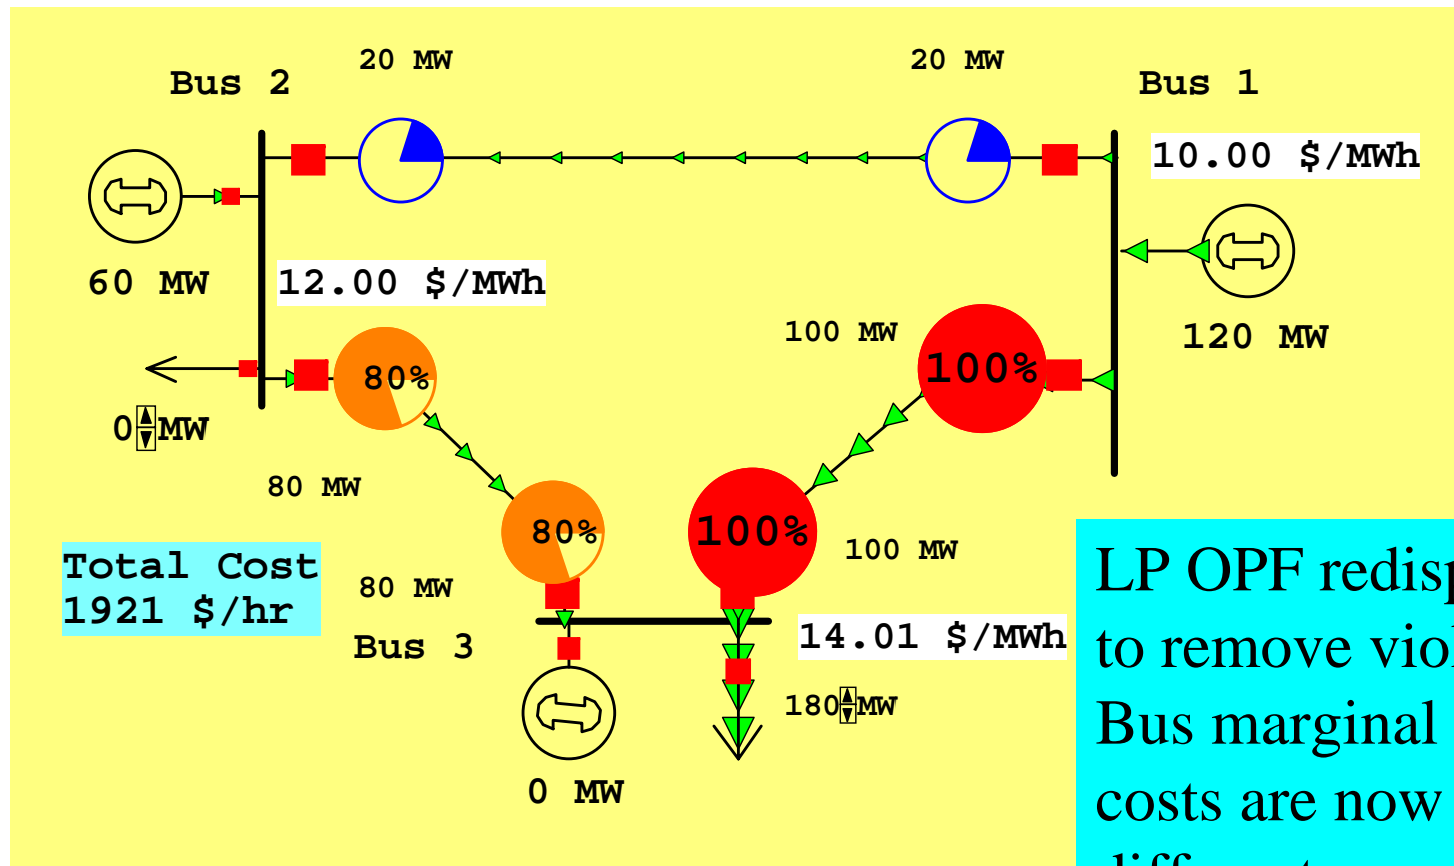 20 MW
20 MW
Bus 2
Bus 1
10.00 $/MWh
60 MW
12.00 $/MWh
120 MW
100 MW
100%
80%
0 MW
80 MW
80%
100%
100 MW
Total Cost
1921 $/hr
80 MW
Bus 3
14.01 $/MWh
180 MW
0 MW
LP OPF
to remove
Bus marginal
costs are now